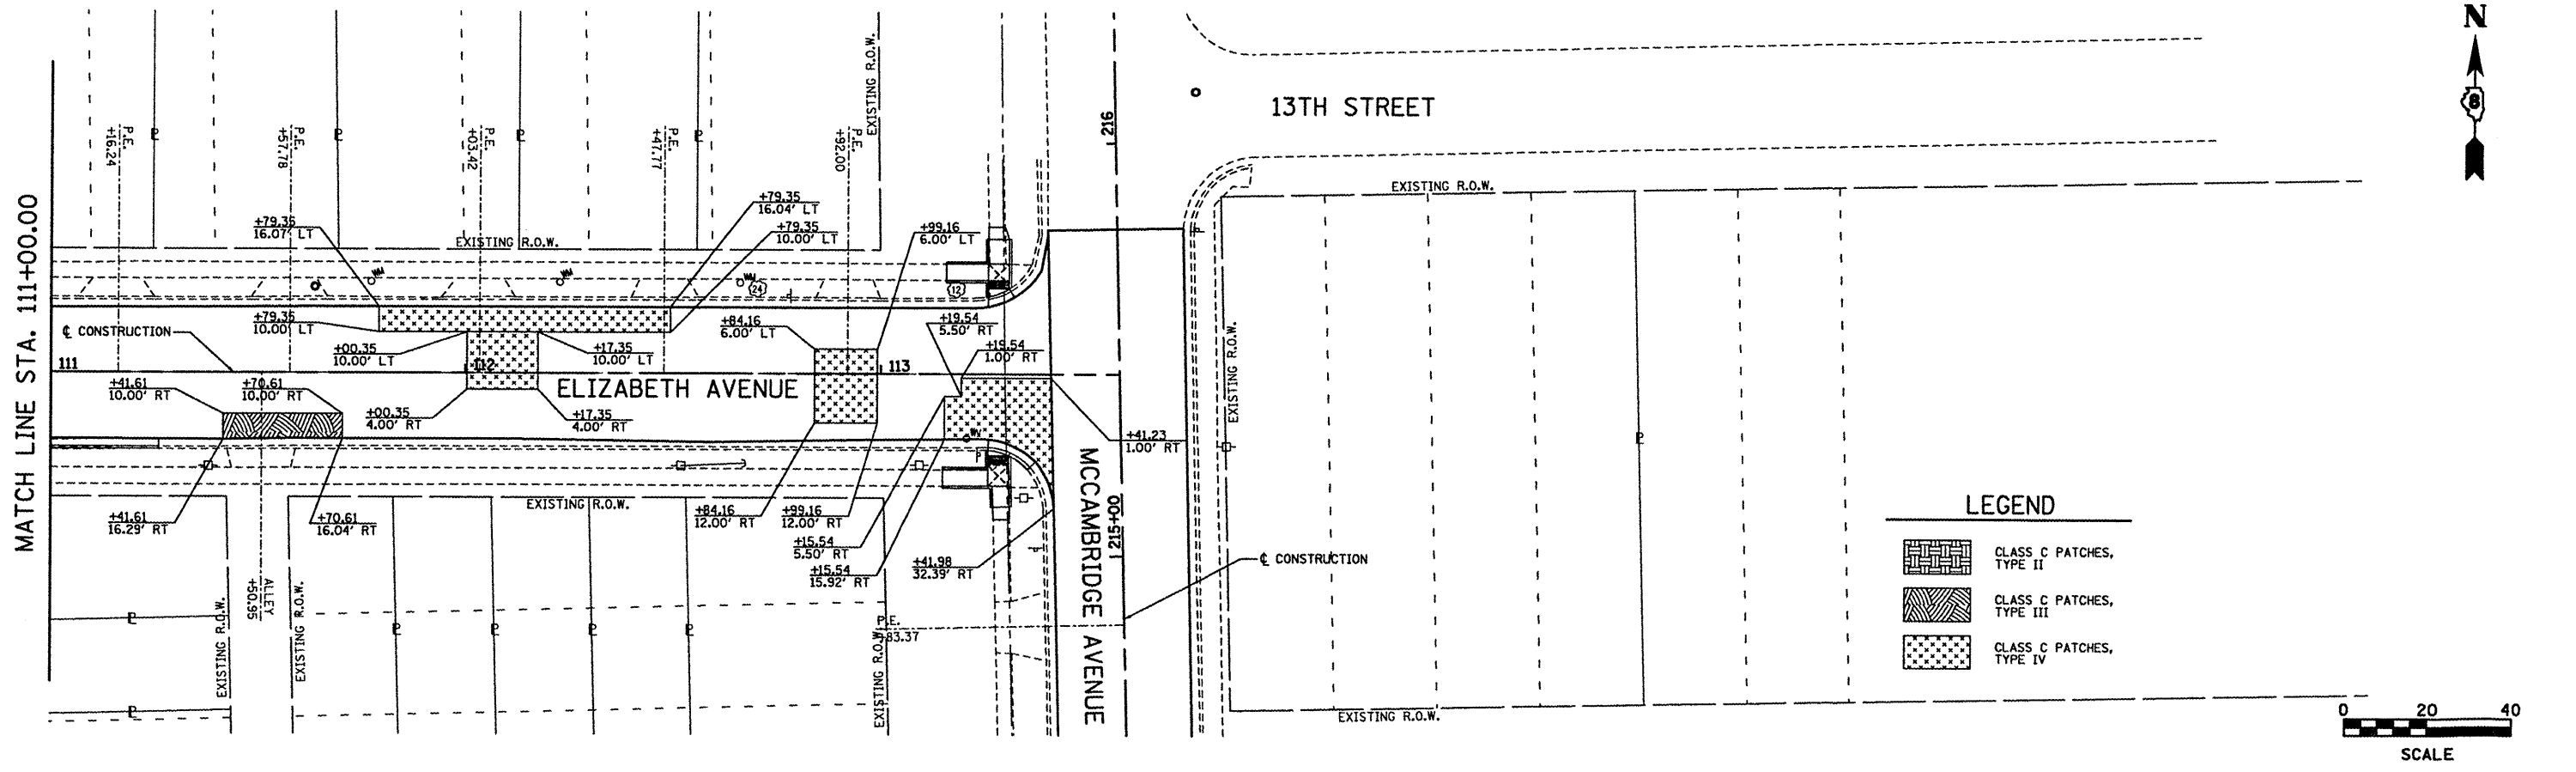 N
8
13TH STREET
216
EXISTING R.O.W.
P.E.
+16.24
P.E.
+57.78
P.E.
+03.42
P.E.
+47.77
P.E.
+92.00
EXISTING R.O.W.
EXISTING R.O.W.
+79.35
16.07' LT
+79.35
16.04' LT
+79.35
10.00' LT
+99.16
6.00' LT
WM
WM
WM
24
12
MATCH LINE STA. 111+00.00
℄ CONSTRUCTION
+79.35
10.00' LT
+00.35
10.00' LT
+17.35
10.00' LT
+84.16
6.00' LT
+19.54
5.50' RT
+19.54
1.00' RT
111
112
113
ELIZABETH AVENUE
+41.61
10.00' RT
+70.61
10.00' RT
+00.35
4.00' RT
+17.35
4.00' RT
+41.23
1.00' RT
WV
EXISTING R.O.W.
MCCAMBRIDGE AVENUE
215+00
+41.61
16.29' RT
+70.61
16.04' RT
EXISTING R.O.W.
+84.16
12.00' RT
+99.16
12.00' RT
+15.54
5.50' RT
+15.54
15.92' RT
+41.98
32.39' RT
℄ CONSTRUCTION
ALLEY
+50.95
EXISTING R.O.W.
EXISTING R.O.W.
P.E.
+83.37
EXISTING R.O.W.
EXISTING R.O.W.
LEGEND
CLASS C PATCHES,
TYPE II
CLASS C PATCHES,
TYPE III
CLASS C PATCHES,
TYPE IV
0 20 40
SCALE